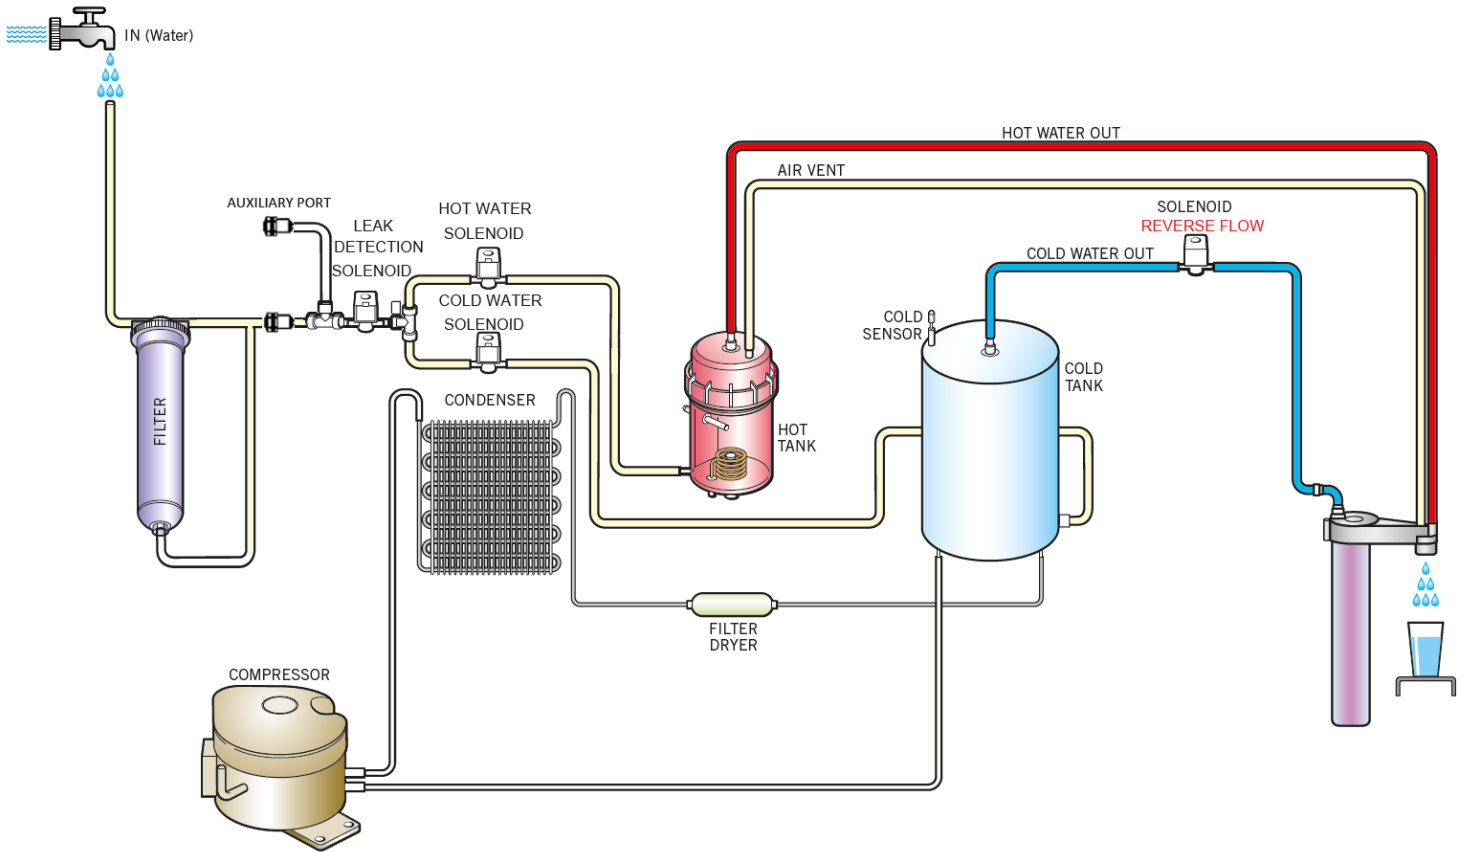 IN (Water)
HOT WATER OUT
AIR VENT
AUXILIARY PORT
HOT WATER
SOLENOID
LEAK
DETECTION
SOLENOID
SOLENOID
REVERSE FLOW
COLD WATER OUT
COLD WATER
SOLENOID
COLD
SENSOR
COLD
TANK
CONDENSER
FILTER
HOT
TANK
FILTER
DRYER
COMPRESSOR